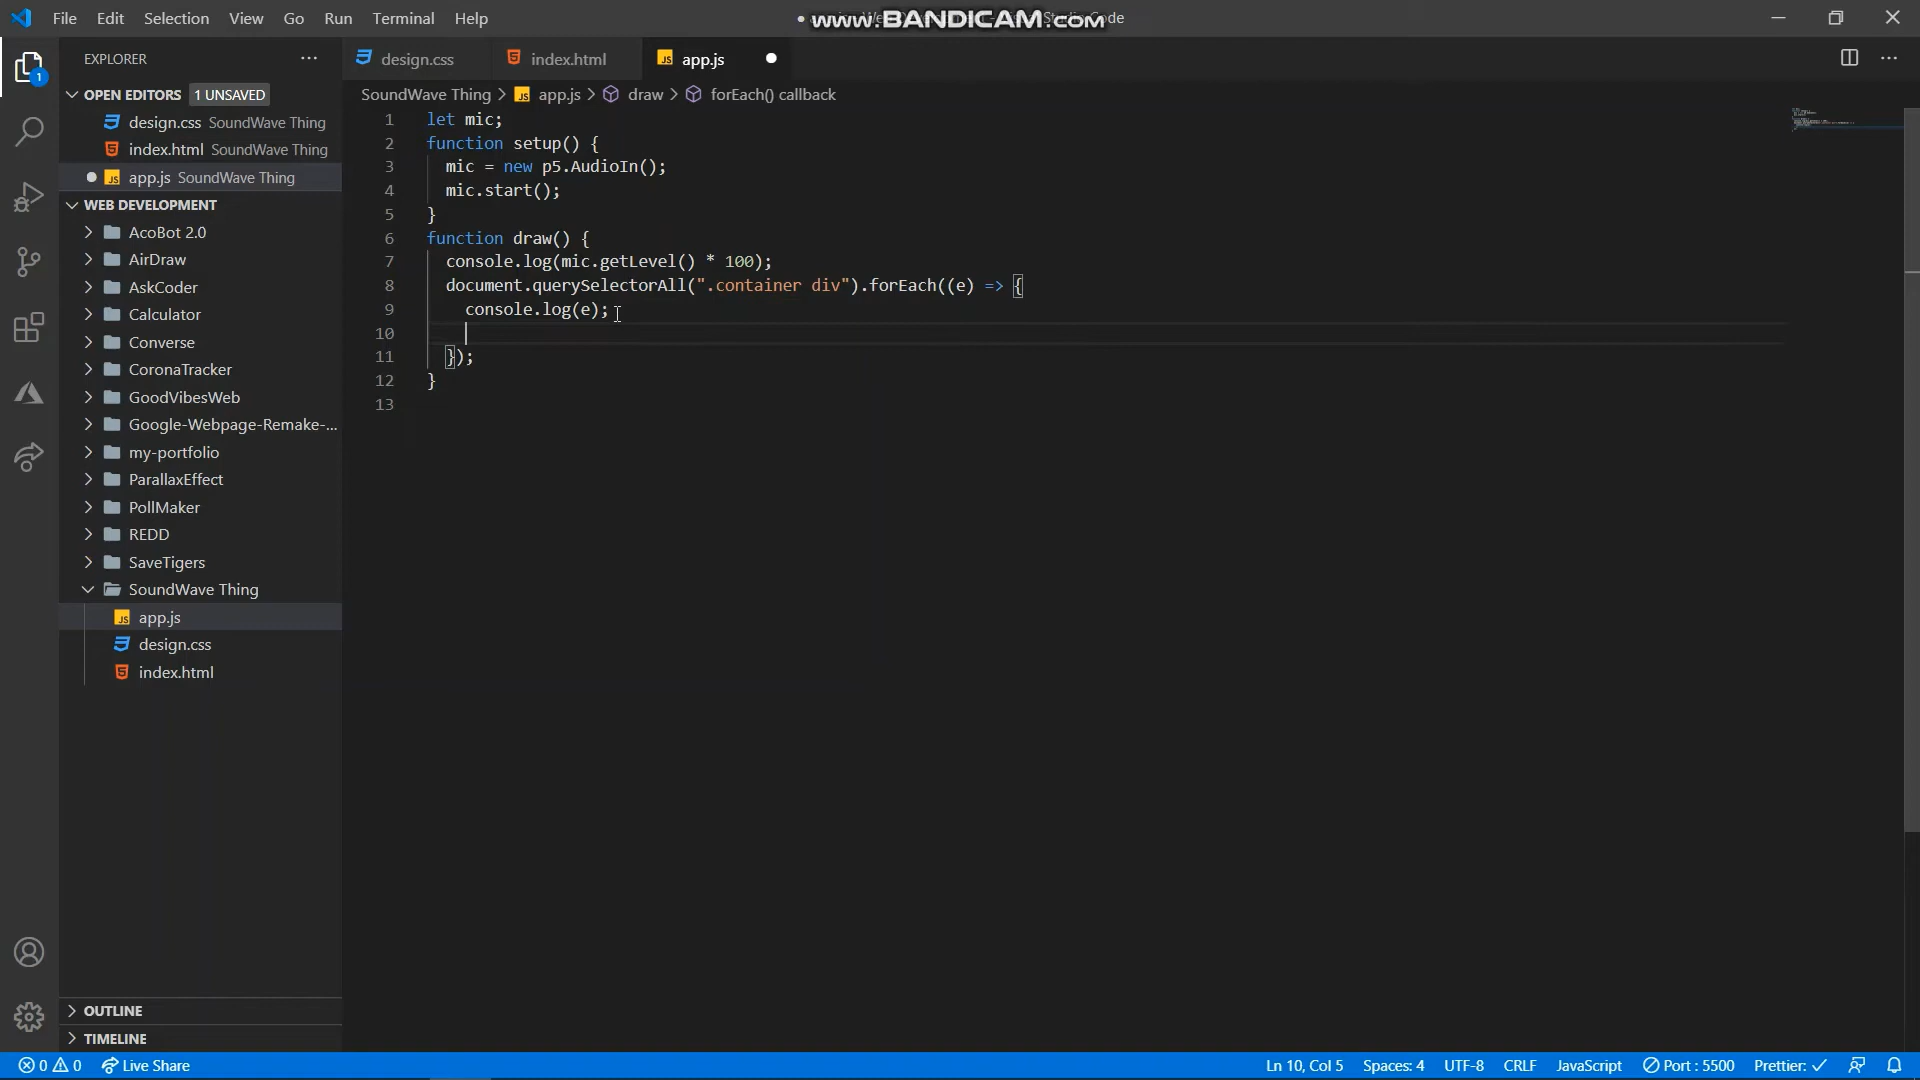 File Edit Selection View Go Run Terminal Help
www.BANDICAM.com
EXPLORER
OPEN EDITORS 1 UNSAVED
design.css SoundWave Thing
index.html SoundWave Thing
app.js SoundWave Thing
WEB DEVELOPMENT
AcoBot 2.0
AirDraw
AskCoder
Calculator
Converse
CoronaTracker
GoodVibesWeb
Google-Webpage-Remake-...
my-portfolio
ParallaxEffect
PollMaker
REDD
SaveTigers
SoundWave Thing
app.js
design.css
index.html
OUTLINE
TIMELINE
design.css index.html app.js
SoundWave Thing > app.js > draw > forEach() callback
1 let mic;
2 function setup() {
3 mic = new p5.AudioIn();
4 mic.start();
5 }
6 function draw() {
7 console.log(mic.getLevel() * 100);
8 document.querySelectorAll(".container div").forEach((e) => {
9 console.log(e);
10
11 });
12 }
13
0 0 Live Share
Ln 10, Col 5 Spaces: 4 UTF-8 CRLF JavaScript Port : 5500 Prettier: ✓